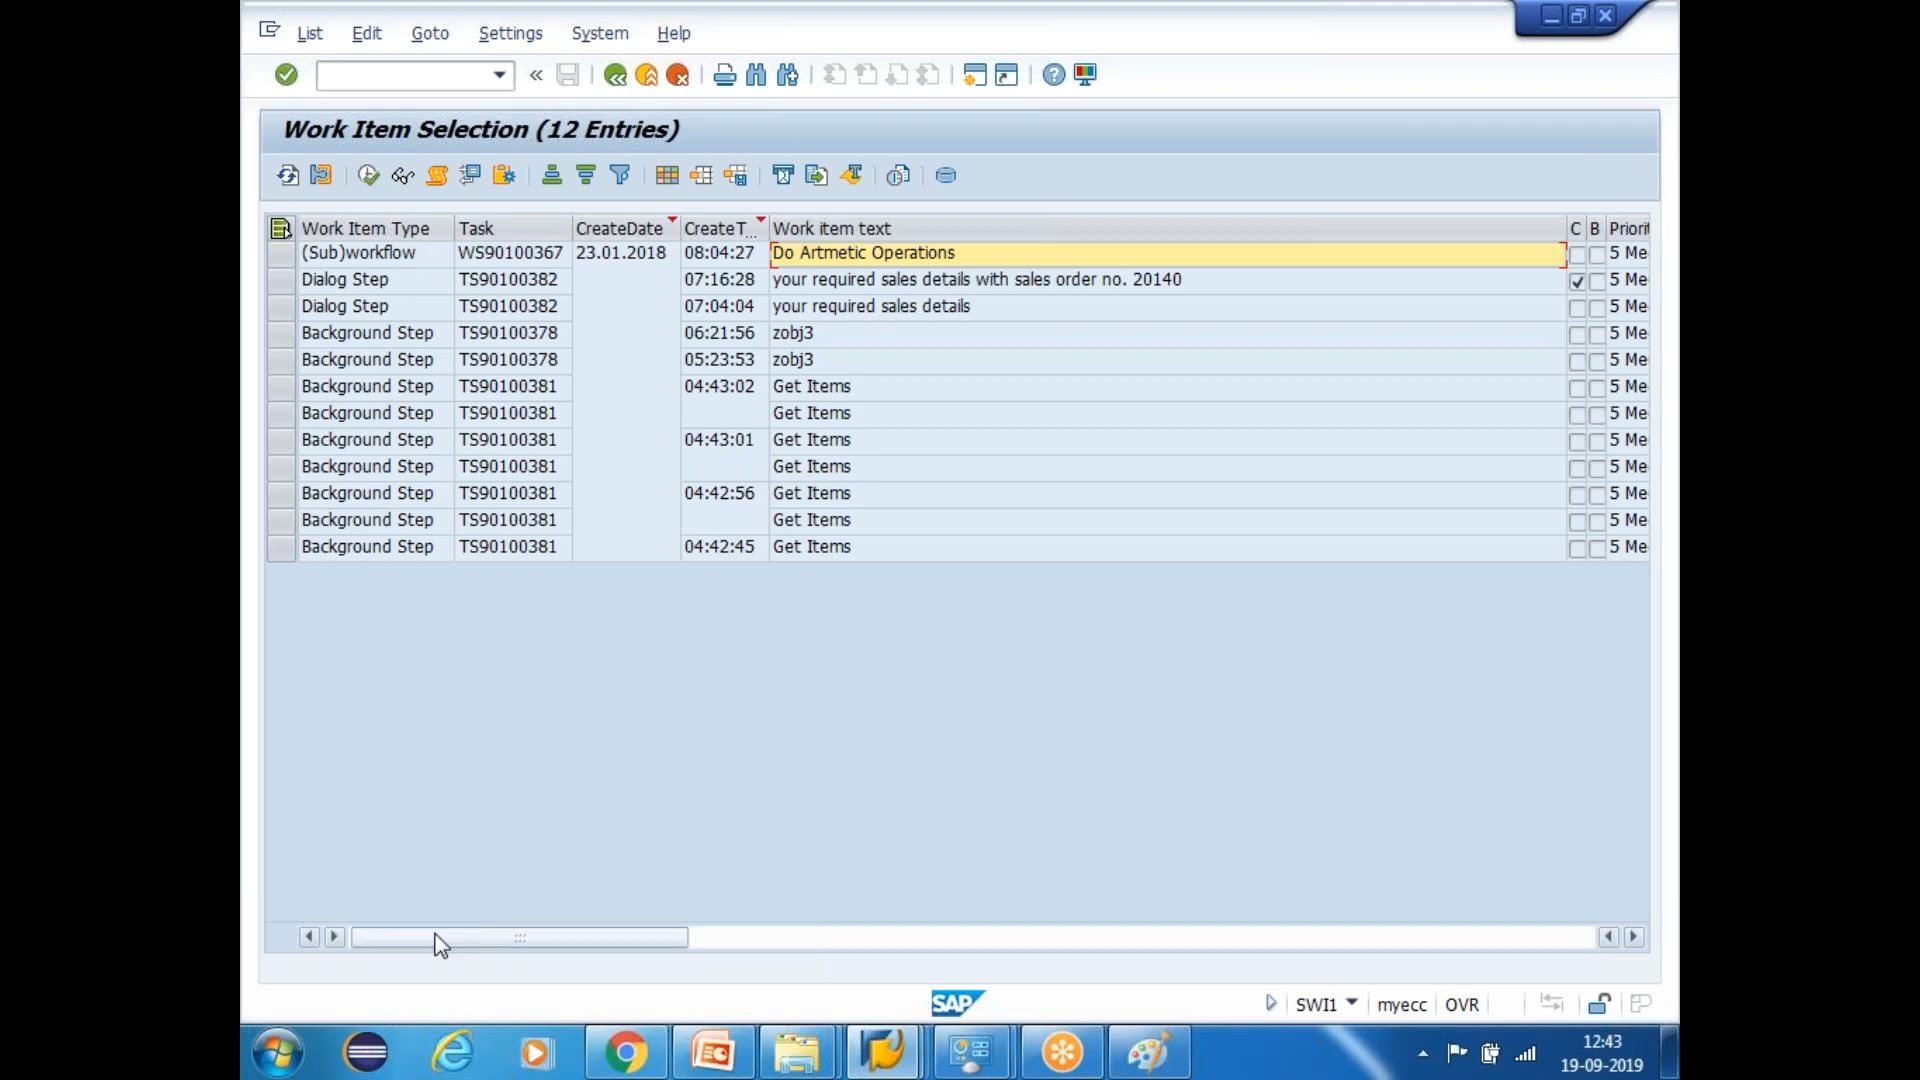 List Edit Goto Settings System Help
Work Item Selection (12 Entries)
Work Item Type Task CreateDate CreateT... Work item text C B Priorit
(Sub)workflow WS90100367 23.01.2018 08:04:27 Do Artmetic Operations 5 Me
Dialog Step TS90100382 07:16:28 your required sales details with sales order no. 20140 5 Me
Dialog Step TS90100382 07:04:04 your required sales details 5 Me
Background Step TS90100378 06:21:56 zobj3 5 Me
Background Step TS90100378 05:23:53 zobj3 5 Me
Background Step TS90100381 04:43:02 Get Items 5 Me
Background Step TS90100381 Get Items 5 Me
Background Step TS90100381 04:43:01 Get Items 5 Me
Background Step TS90100381 Get Items 5 Me
Background Step TS90100381 04:42:56 Get Items 5 Me
Background Step TS90100381 Get Items 5 Me
Background Step TS90100381 04:42:45 Get Items 5 Me
SAP SWI1 myecc OVR
12:43
19-09-2019